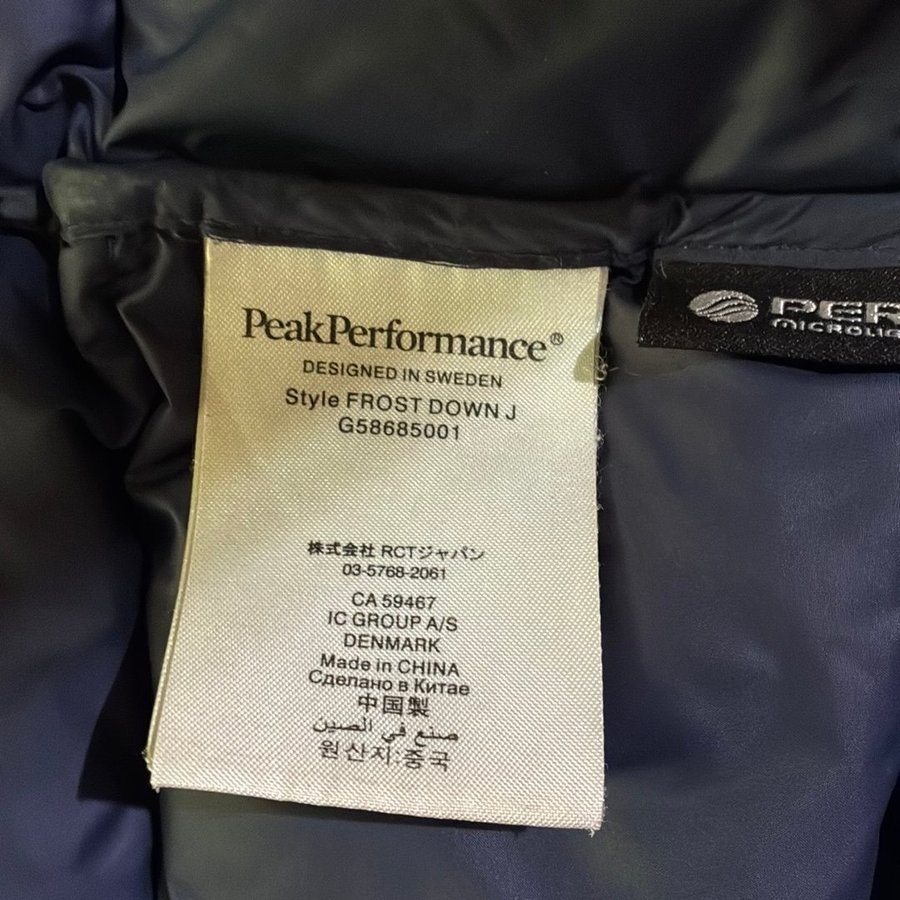 PeakPerformance®
DESIGNED IN SWEDEN
Style FROST DOWN J
G58685001
株式会社 RCTジャパン
03-5768-2061
CA 59467
IC GROUP A/S
DENMARK
Made in CHINA
Сделано в Китае
中国製
صنع في الصين
원산지:중국